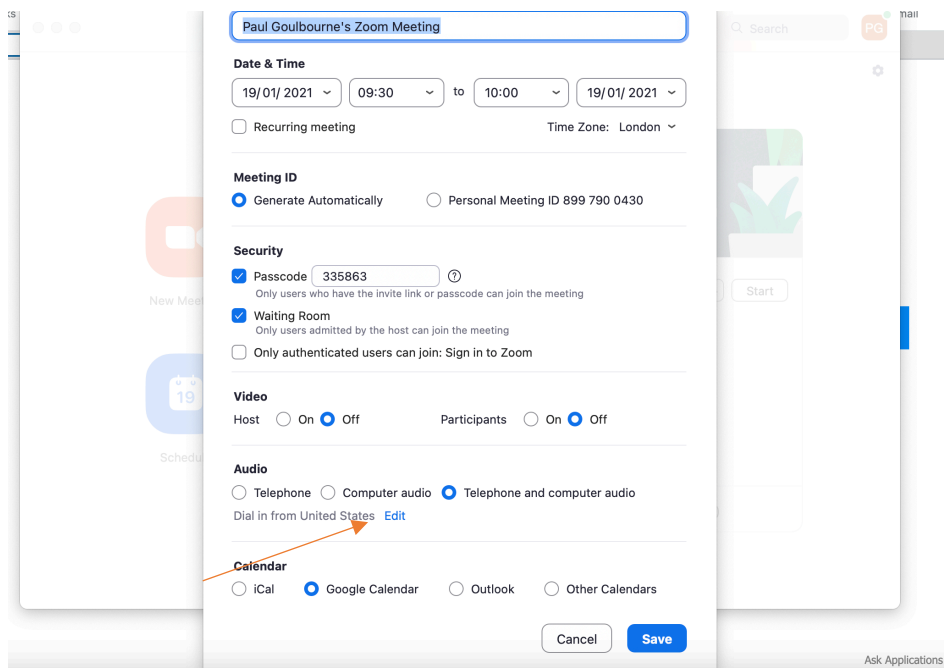 ks
mail
Paul Goulbourne's Zoom Meeting
Search
PG
Date & Time
19/01/2021 09:30 to 10:00 19/01/2021
Recurring meeting Time Zone: London
Meeting ID
Generate Automatically Personal Meeting ID 899 790 0430
Security
Passcode 335863
Only users who have the invite link or passcode can join the meeting
Start
New Mee
Waiting Room
Only users admitted by the host can join the meeting
Only authenticated users can join: Sign in to Zoom
19
Video
Host On Off Participants On Off
Schedu
Audio
Telephone Computer audio Telephone and computer audio
Dial in from United States Edit
Calendar
iCal Google Calendar Outlook Other Calendars
Cancel Save
Ask Applications